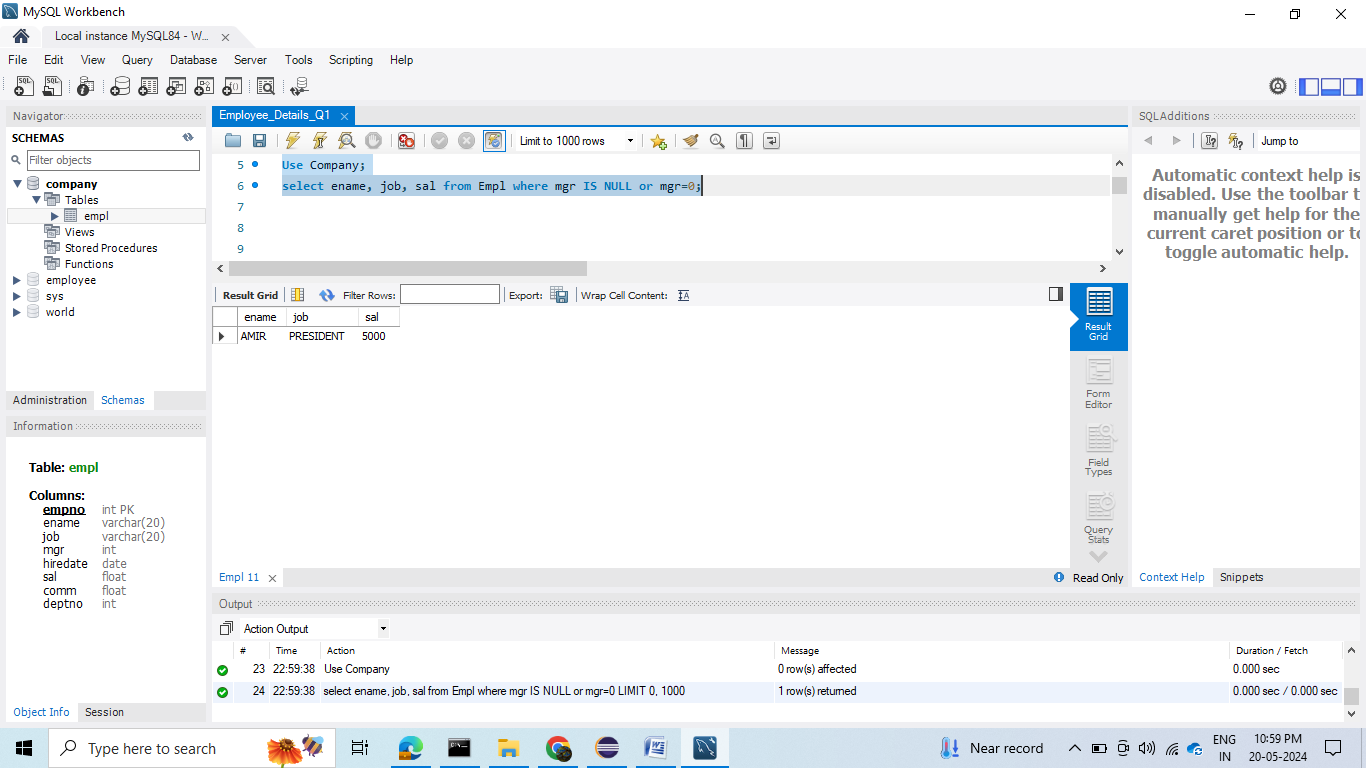 MySQL Workbench
Local instance MySQL84 - W...
File Edit View Query Database Server Tools Scripting Help
Navigator
SCHEMAS
Filter objects
company
Tables
empl
Views
Stored Procedures
Functions
employee
sys
world
Administration Schemas
Information
Table: empl
Columns:
empno int PK
ename varchar(20)
job varchar(20)
mgr int
hiredate date
sal float
comm float
deptno int
Object Info Session
Employee_Details_Q1
Limit to 1000 rows
5 Use Company;
6 select ename, job, sal from Empl where mgr IS NULL or mgr=0;
7
8
9
Result Grid Filter Rows: Export: Wrap Cell Content:
ename job sal
AMIR PRESIDENT 5000
Result
Grid
Form
Editor
Field
Types
Query
Stats
Empl 11
Read Only
SQLAdditions
Jump to
Automatic context help is
disabled. Use the toolbar t
manually get help for the
current caret position or to
toggle automatic help.
Context Help Snippets
Output
Action Output
# Time Action Message Duration / Fetch
23 22:59:38 Use Company 0 row(s) affected 0.000 sec
24 22:59:38 select ename, job, sal from Empl where mgr IS NULL or mgr=0 LIMIT 0, 1000 1 row(s) returned 0.000 sec / 0.000 sec
Type here to search
Near record
ENG
IN
10:59 PM
20-05-2024